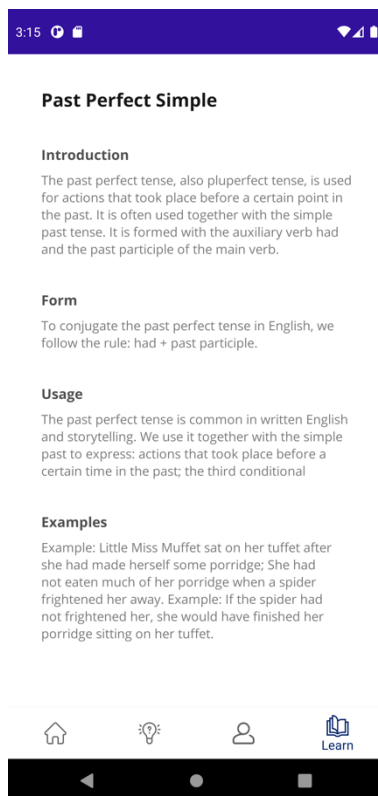 3:15
Past Perfect Simple
Introduction
The past perfect tense, also pluperfect tense, is used
for actions that took place before a certain point in
the past. It is often used together with the simple
past tense. It is formed with the auxiliary verb had
and the past participle of the main verb.
Form
To conjugate the past perfect tense in English, we
follow the rule: had + past participle.
Usage
The past perfect tense is common in written English
and storytelling. We use it together with the simple
past to express: actions that took place before a
certain time in the past; the third conditional
Examples
Example: Little Miss Muffet sat on her tuffet after
she had made herself some porridge; She had
not eaten much of her porridge when a spider
frightened her away. Example: If the spider had
not frightened her, she would have finished her
porridge sitting on her tuffet.
Learn